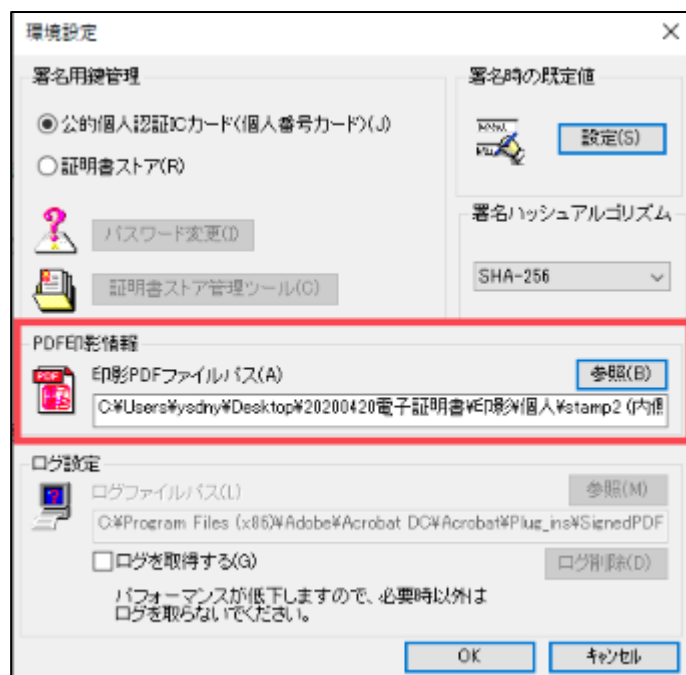 環境設定
署名用鍵管理
公的個人認証ICカード(個人番号カード)(J)
証明書ストア(R)
パスワード変更(I)
証明書ストア管理ツール(C)
署名時の既定値
設定(S)
署名ハッシュアルゴリズム
SHA-256
PDF印影情報
印影PDFファイルパス(A)
参照(B)
C:¥Users¥ysdny¥Desktop¥20200420電子証明書¥印影¥個人¥stamp2 (内側
ログ設定
ログファイルパス(L)
参照(M)
C:¥Program Files (x86)¥Adobe¥Acrobat DC¥Acrobat¥Plug_ins¥SignedPDF
ログを取得する(G)
ログ削除(D)
パフォーマンスが低下しますので、必要時以外は
ログを取らないでください。
OK
キャンセル